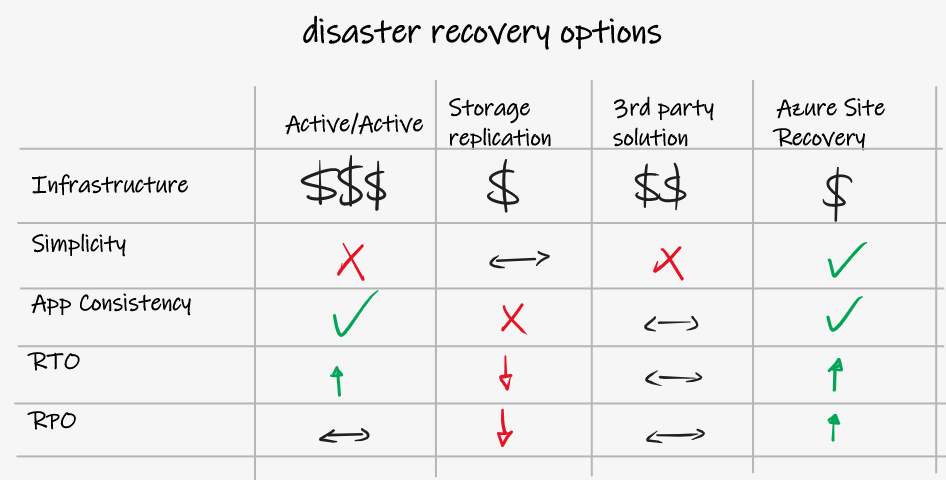 disaster recovery options
Active/Active
Storage
replication
3rd party
solution
Azure Site
Recovery
Infrastructure
$$$
$
$$
$
Simplicity
App Consistency
RTO
RPO